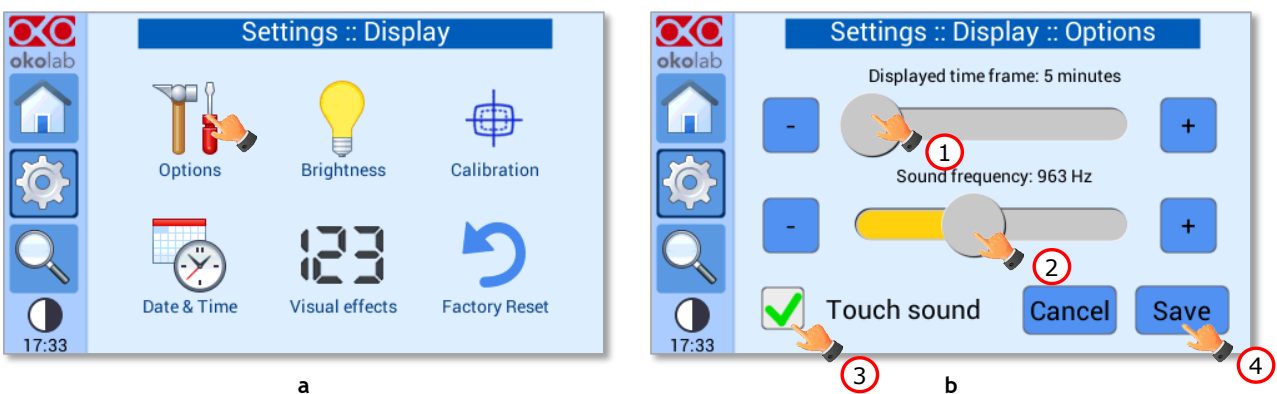 okolab
Settings :: Display
Options
Brightness
Calibration
Date & Time
Visual effects
Factory Reset
17:33
a
okolab
Settings :: Display :: Options
Displayed time frame: 5 minutes
-
+
1
Sound frequency: 963 Hz
-
+
2
Touch sound
Cancel
Save
17:33
3
4
b